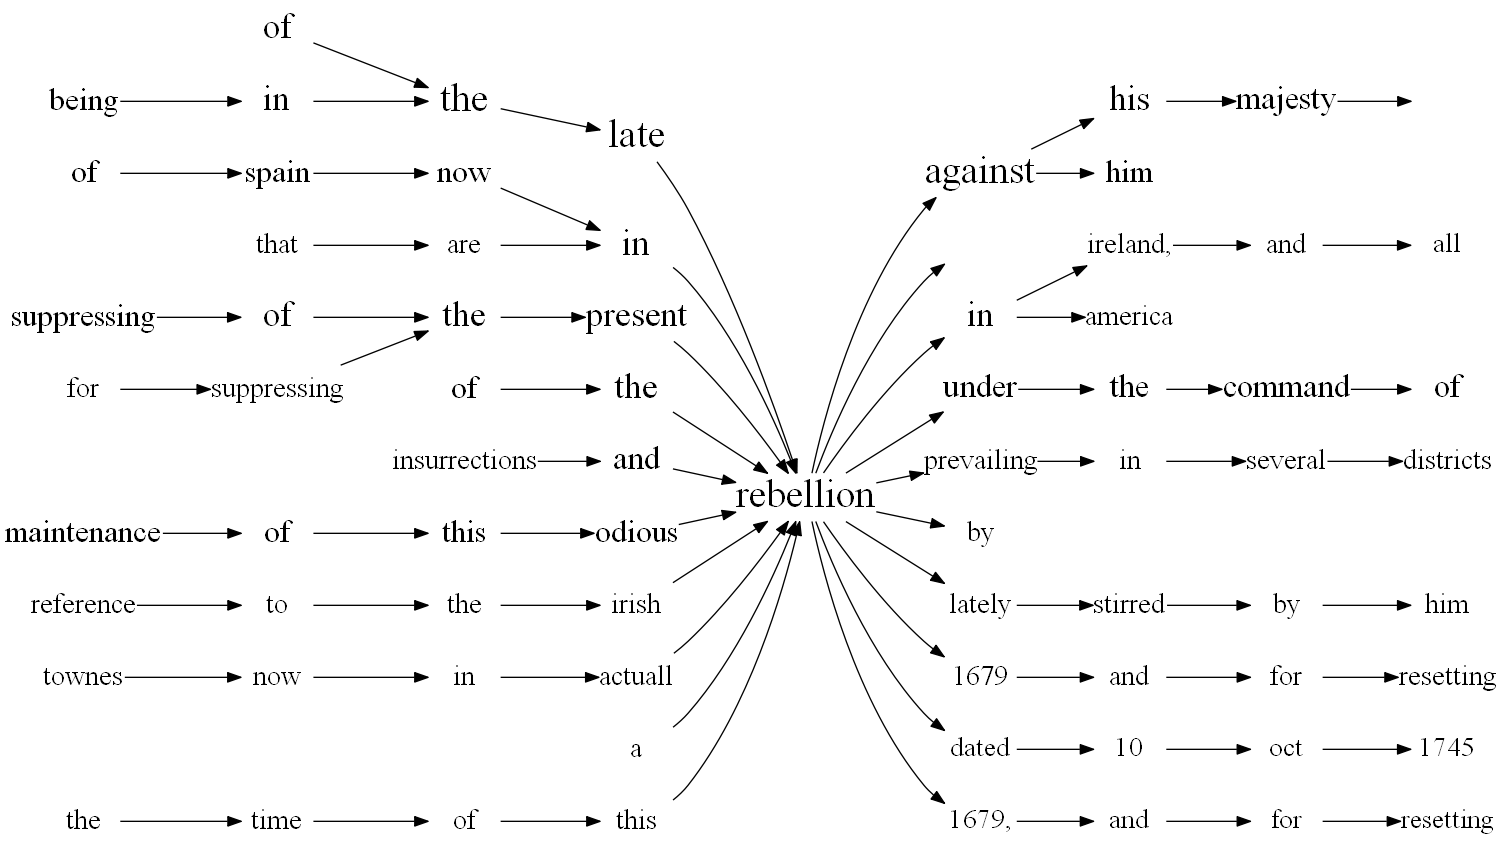 of
being in the his majesty
late
of spain now against him
that are in ireland, and all
suppressing of the present in america
for suppressing of the under the command of
insurrections and prevailing in several districts
rebellion
maintenance of this odious by
reference to the irish lately stirred by him
townes now in actuall 1679 and for resetting
a dated 10 oct 1745
the time of this 1679, and for resetting